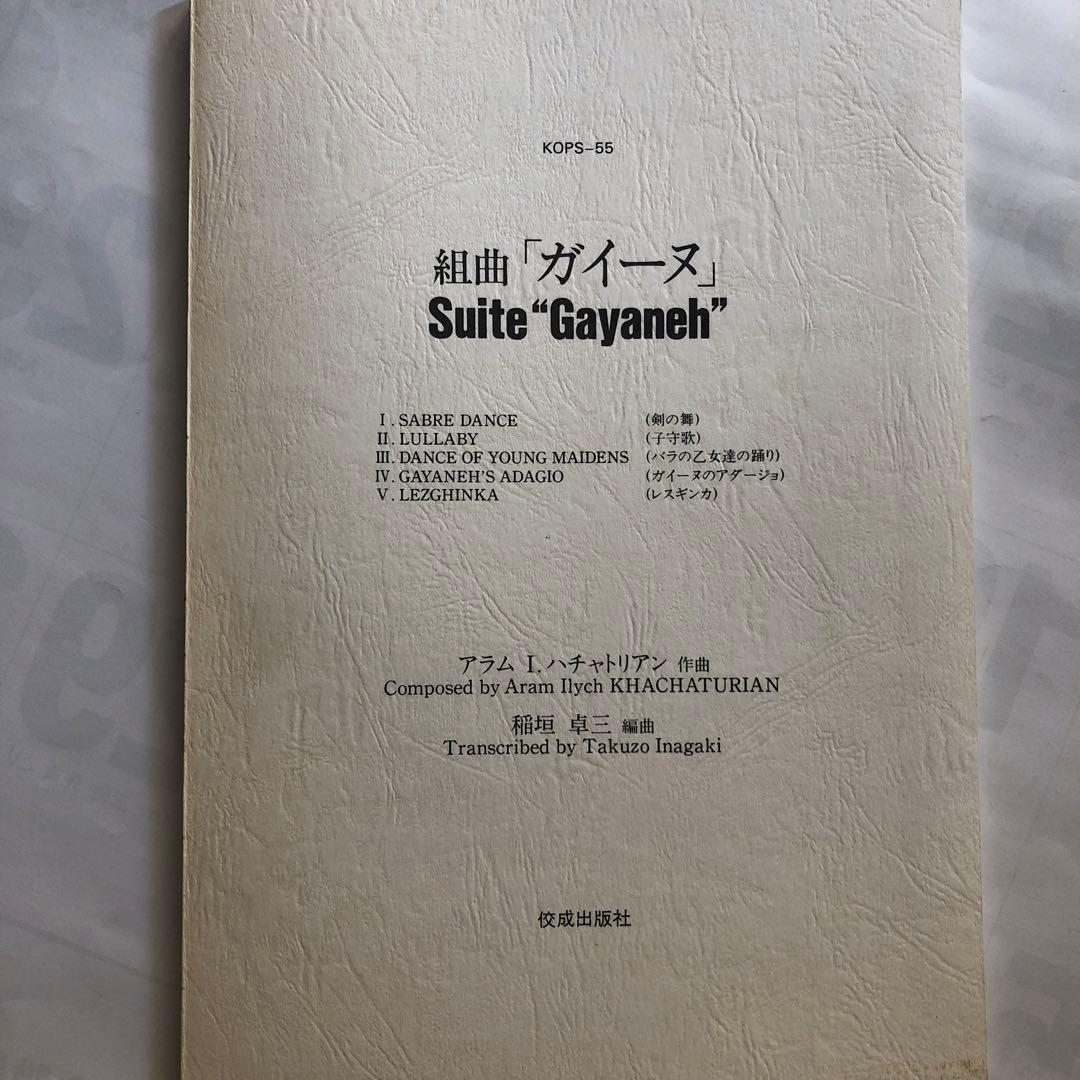 KOPS-55
組曲「ガイーヌ」
Suite “Gayaneh”
I. SABRE DANCE (剣の舞)
II. LULLABY (子守歌)
III. DANCE OF YOUNG MAIDENS (バラの乙女達の踊り)
IV. GAYANEH'S ADAGIO (ガイーヌのアダージョ)
V. LEZGHINKA (レスギンカ)
アラム I. ハチャトリアン 作曲
Composed by Aram Ilych KHACHATURIAN
稲垣 卓三 編曲
Transcribed by Takuzo Inagaki
佼成出版社